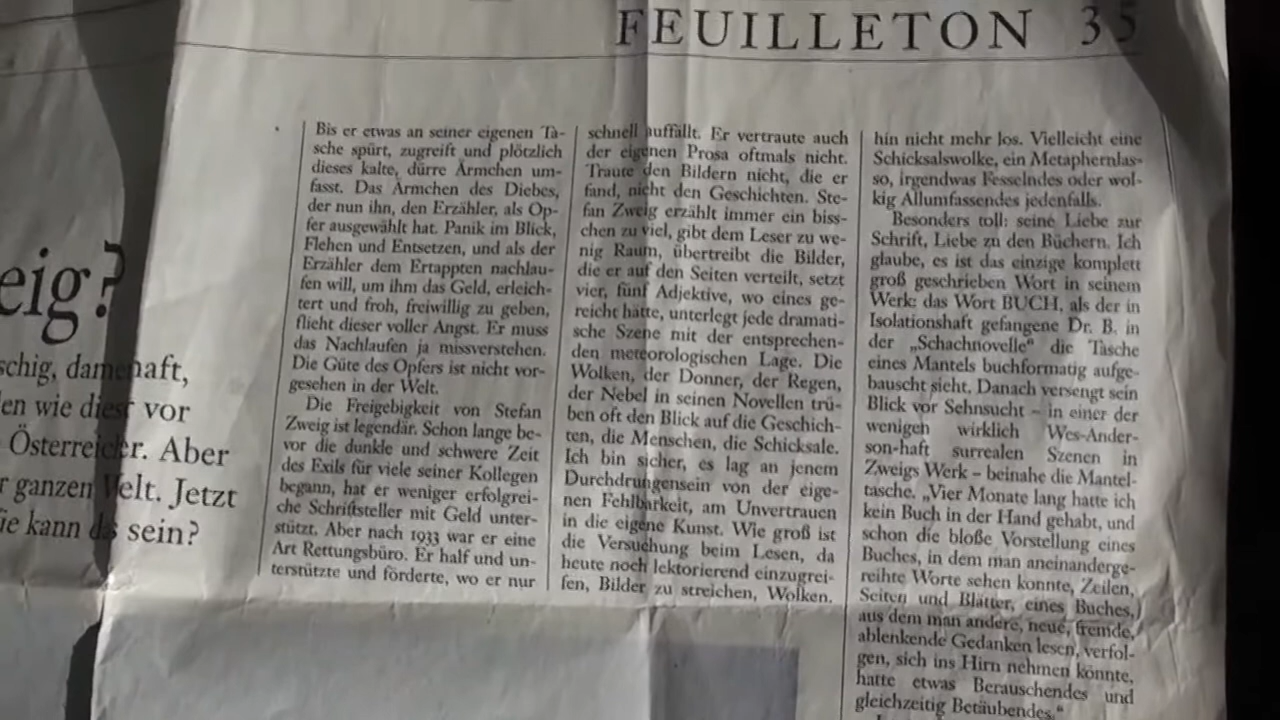 FEUILLETON 35
eig?
schig, damenhaft,
en wie dieser vor
Österreicher. Aber
r ganzen Welt. Jetzt
ie kann das sein?
Bis er etwas an seiner eigenen Ta-
sche spürt, zugreift und plötzlich
dieses kalte, dürre Ärmchen um-
fasst. Das Ärmchen des Diebes,
der nun ihn, den Erzähler, als Op-
fer ausgewählt hat. Panik im Blick,
Flehen und Entsetzen, und als der
Erzähler dem Ertappten nachlau-
fen will, um ihm das Geld, erleich-
tert und froh, freiwillig zu geben,
flieht dieser voller Angst. Er muss
das Nachlaufen ja missverstehen.
Die Güte des Opfers ist nicht vor-
gesehen in der Welt.
Die Freigebigkeit von Stefan
Zweig ist legendär. Schon lange be-
vor die dunkle und schwere Zeit
des Exils für viele seiner Kollegen
begann, hat er weniger erfolgrei-
che Schriftsteller mit Geld unter-
stützt. Aber nach 1933 war er eine
Art Rettungsbüro. Er half und un-
terstützte und förderte, wo er nur
schnell auffällt. Er vertraute auch
der eigenen Prosa oftmals nicht.
Traute den Bildern nicht, die er
fand, nicht den Geschichten. Ste-
fan Zweig erzählt immer ein biss-
chen zu viel, gibt dem Leser zu we-
nig Raum, übertreibt die Bilder,
die er auf den Seiten verteilt, setzt
vier, fünf Adjektive, wo eines ge-
reicht hätte, unterlegt jede dramati-
sche Szene mit der entsprechen-
den meteorologischen Lage. Die
Wolken, der Donner, der Regen,
der Nebel in seinen Novellen trü-
ben oft den Blick auf die Geschich-
ten, die Menschen, die Schicksale.
Ich bin sicher, es lag an jenem
Durchdrungensein von der eige-
nen Fehlbarkeit, am Unvertrauen
in die eigene Kunst. Wie groß ist
die Versuchung beim Lesen, da
heute noch lektorierend einzugrei-
fen, Bilder zu streichen, Wolken.
hin nicht mehr los. Vielleicht eine
Schicksalswolke, ein Metaphernlas-
so, irgendwas Fesselndes oder wol-
kig Allumfassendes jedenfalls.
Besonders toll: seine Liebe zur
Schrift, Liebe zu den Büchern. Ich
glaube, es ist das einzige komplett
groß geschrieben Wort in seinem
Werk: das Wort BUCH, als der in
Isolationshaft gefangene Dr. B. in
der „Schachnovelle“ die Tasche
eines Mantels buchformatig aufge-
bauscht sieht. Danach versengt sein
Blick vor Sehnsucht – in einer der
wenigen wirklich Wes-Ander-
son-haft surrealen Szenen in
Zweigs Werk – beinahe die Mantel-
tasche. „Vier Monate lang hatte ich
kein Buch in der Hand gehabt, und
schon die bloße Vorstellung eines
Buches, in dem man aneinanderge-
reihte Worte sehen konnte, Zeilen,
Seiten und Blätter, eines Buches,
aus dem man andere, neue, fremde,
ablenkende Gedanken lesen, verfol-
gen, sich ins Hirn nehmen könnte,
hatte etwas Berauschendes und
gleichzeitig Betäubendes.“